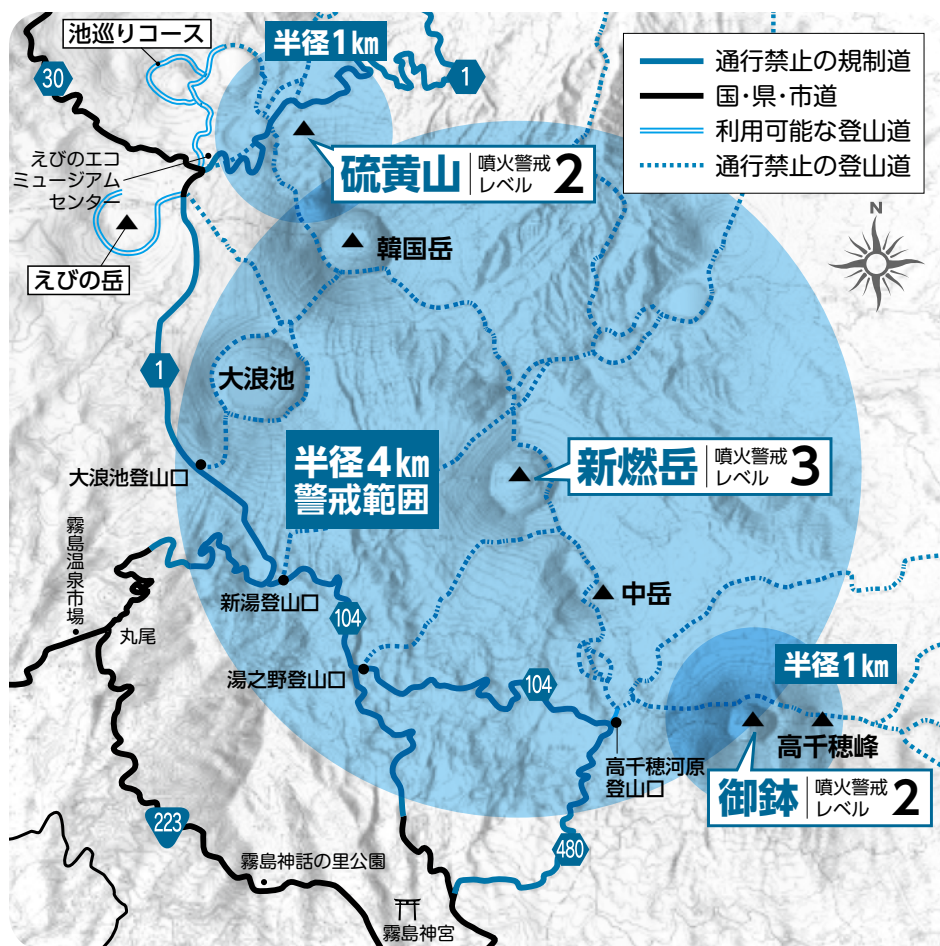 池巡りコース
半径1km
30
1
通行禁止の規制道
国・県・市道
利用可能な登山道
通行禁止の登山道
えびのエコ
ミュージアム
センター
硫黄山
噴火警戒
レベル 2
N
韓国岳
えびの岳
1
大浪池
半径4km
警戒範囲
新燃岳
噴火警戒
レベル 3
大浪池登山口
霧島温泉市場
新湯登山口
中岳
104
丸尾
湯之野登山口
104
半径1km
高千穂河原
登山口
高千穂峰
御鉢
噴火警戒
レベル 2
223
480
霧島神話の里公園
霧島神宮